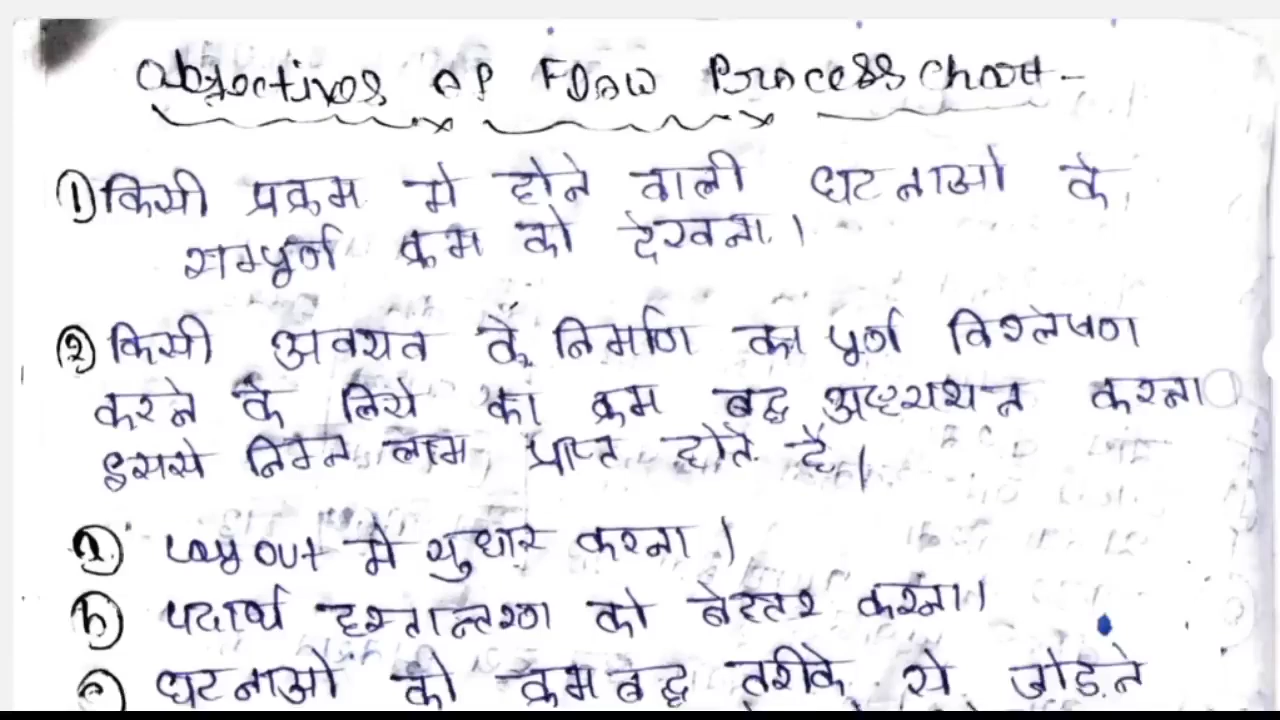 Objectives of Flow Process Chart -
① किसी प्रक्रम मे होने वाली घटनाओ के
सम्पूर्ण क्रम को देखना।
② किसी अवयव के निर्माण का पूर्ण विश्लेषण
करने के लिये का क्रम बद्ध अध्ययन करना
इससे निम्न लाभ प्राप्त होते है।
ⓐ Layout मे सुधार करना।
ⓑ पदार्थ हस्तान्तरण को बेहतर करना।
ⓒ घटनाओ को क्रमबद्ध तरीके से जोडने